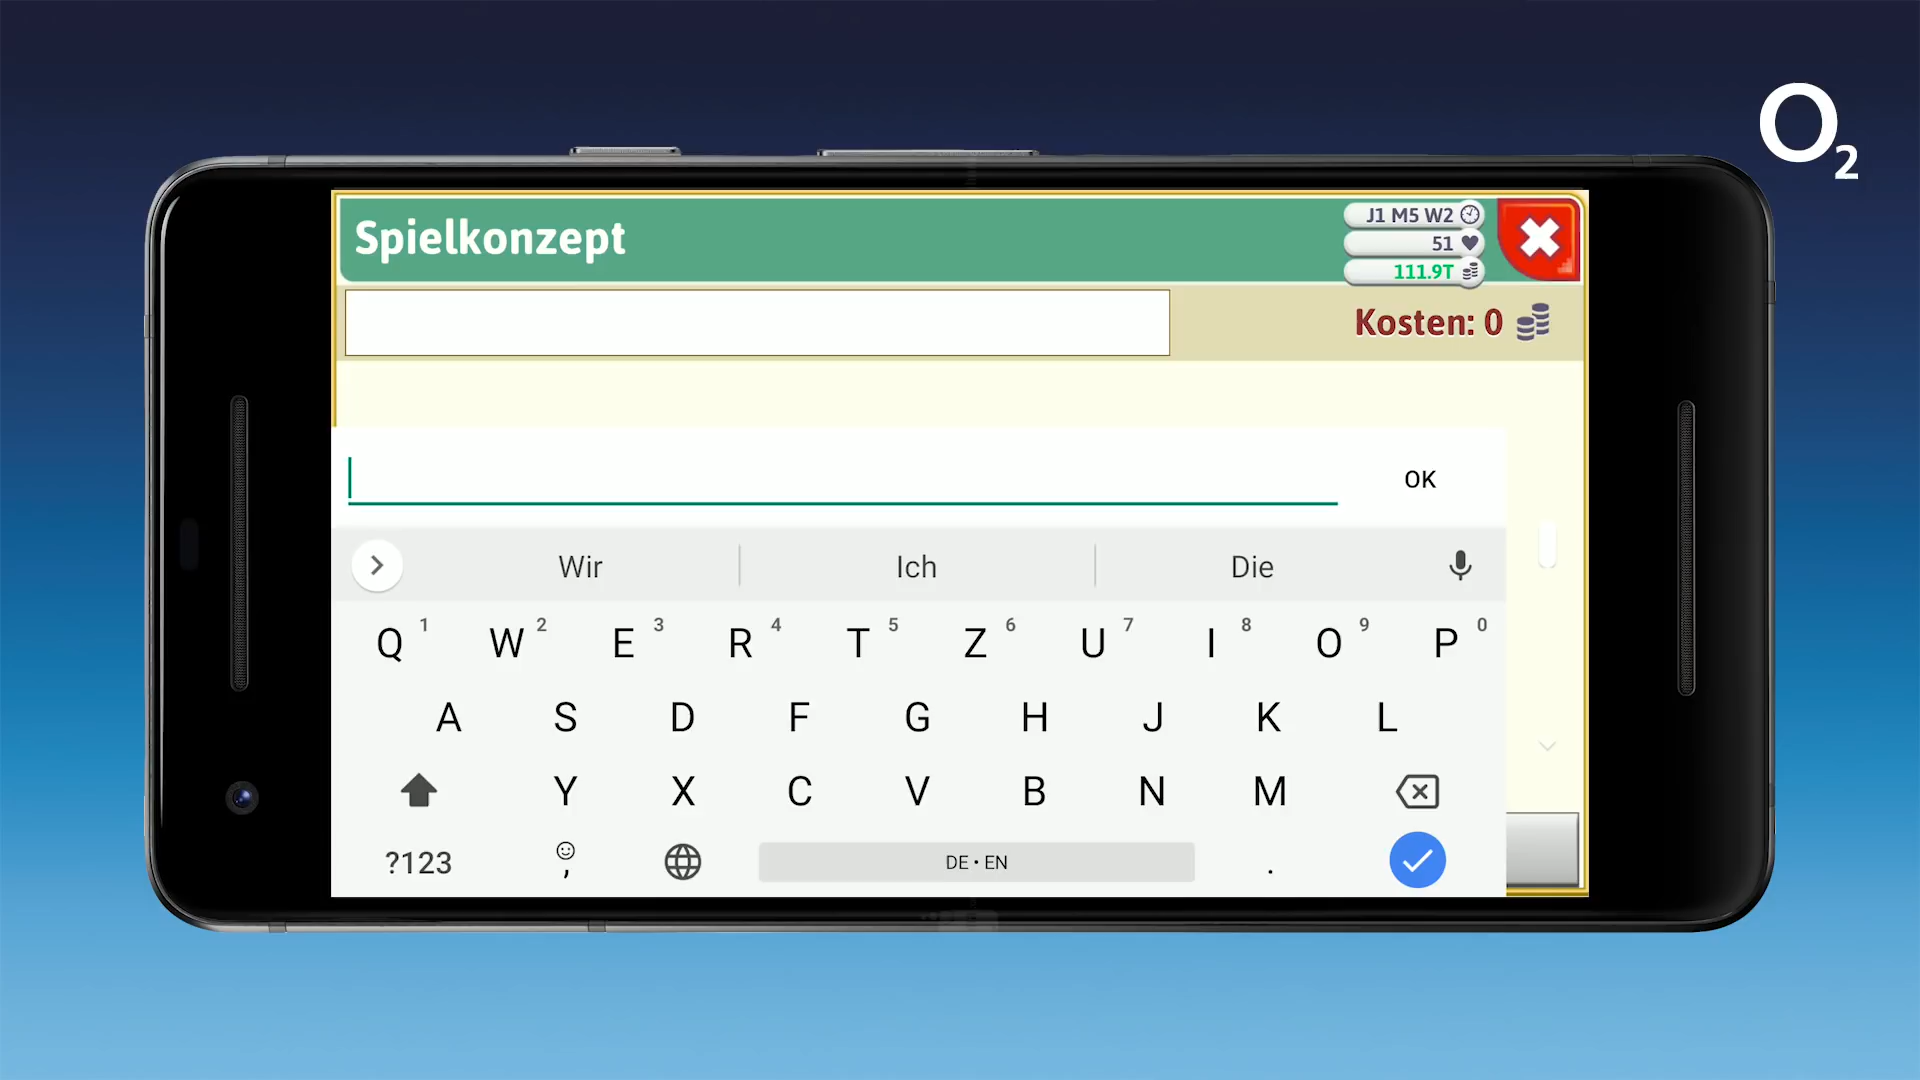 O2
Spielkonzept
J1 M5 W2
51
111.9T
Kosten: 0
OK
Wir Ich Die
Q 1 W 2 E 3 R 4 T 5 Z 6 U 7 I 8 O 9 P 0
A S D F G H J K L
Y X C V B N M
?123 , DE • EN .